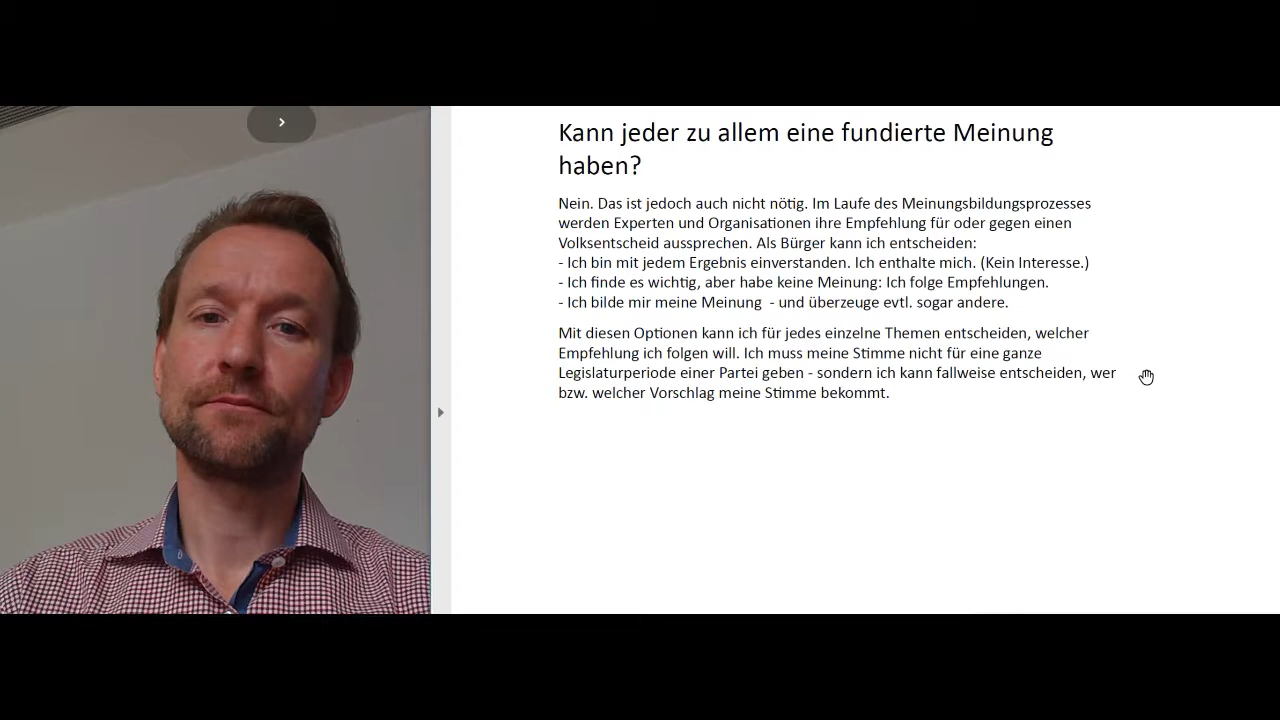 Kann jeder zu allem eine fundierte Meinung
haben?
Nein. Das ist jedoch auch nicht nötig. Im Laufe des Meinungsbildungsprozesses
werden Experten und Organisationen ihre Empfehlung für oder gegen einen
Volksentscheid aussprechen. Als Bürger kann ich entscheiden:
- Ich bin mit jedem Ergebnis einverstanden. Ich enthalte mich. (Kein Interesse.)
- Ich finde es wichtig, aber habe keine Meinung: Ich folge Empfehlungen.
- Ich bilde mir meine Meinung  - und überzeuge evtl. sogar andere.
Mit diesen Optionen kann ich für jedes einzelne Themen entscheiden, welcher
Empfehlung ich folgen will. Ich muss meine Stimme nicht für eine ganze
Legislaturperiode einer Partei geben - sondern ich kann fallweise entscheiden, wer
bzw. welcher Vorschlag meine Stimme bekommt.